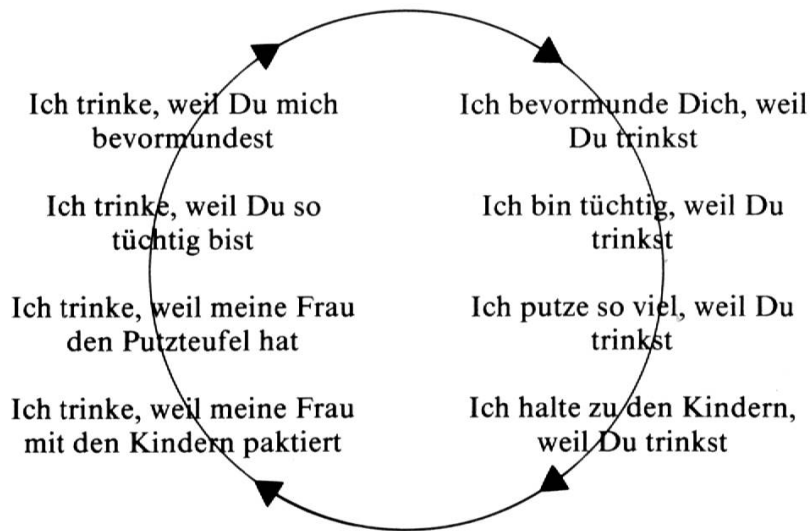 Ich trinke, weil Du mich
bevormundest
Ich bevormunde Dich, weil
Du trinkst
Ich trinke, weil Du so
tüchtig bist
Ich bin tüchtig, weil Du
trinkst
Ich trinke, weil meine Frau
den Putzteufel hat
Ich putze so viel, weil Du
trinkst
Ich trinke, weil meine Frau
mit den Kindern paktiert
Ich halte zu den Kindern,
weil Du trinkst